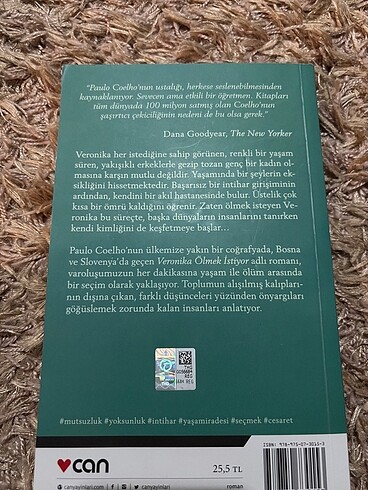 "Paulo Coelho'nun ustalığı, herkese seslenebilmesinden
kaynaklanıyor. Sevecen ama etkili bir öğretmen. Kitapları
tüm dünyada 100 milyon satmış olan Coelho'nun
şaşırtıcı çekiciliğinin nedeni de bu olsa gerek."
Dana Goodyear, The New Yorker
Veronika her istediğine sahip görünen, renkli bir yaşam
süren, yakışıklı erkeklerle gezip tozan genç bir kadın ol-
masına karşın mutlu değildir. Yaşamında bir şeylerin ek-
sikliğini hissetmektedir. Başarısız bir intihar girişiminin
ardından, kendini bir akıl hastanesinde bulur. Üstelik çok
kısa bir ömrü kaldığını öğrenir. Zaten ölmek isteyen Ve-
ronika bu süreçte, başka dünyaların insanlarını tanırken
kendi kimliğini de keşfetmeye başlar...
Paulo Coelho'nun ülkemize yakın bir coğrafyada, Bosna
ve Slovenya'da geçen Veronika Ölmek İstiyor adlı romanı,
varoluşumuzun her dakikasına yaşam ile ölüm arasında
bir seçim olarak yaklaşıyor. Toplumun alışılmış kalıpları-
nın dışına çıkan, farklı düşünceleri yüzünden önyargıları
göğüslemek zorunda kalan insanları anlatıyor.
#mutsuzluk #yoksunluk #intihar #yaşamiradesi #seçmek #cesaret
can
25,5 TL
canyayinlari.com
canyayinlari
roman